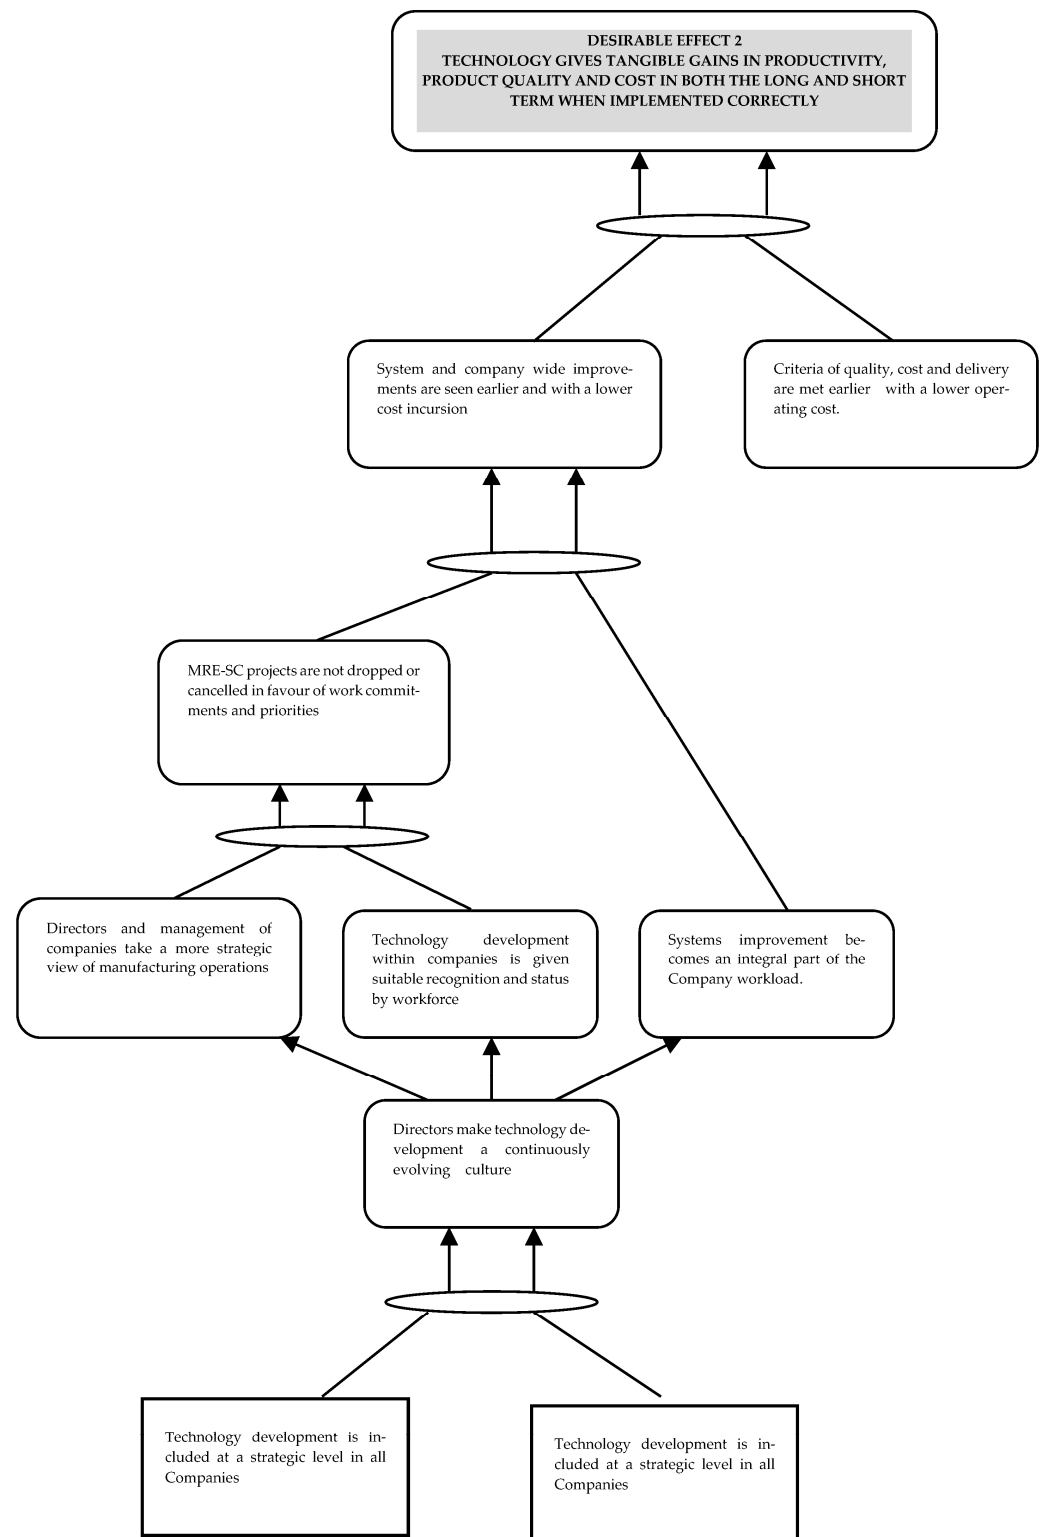 DESIRABLE EFFECT 2
TECHNOLOGY GIVES TANGIBLE GAINS IN PRODUCTIVITY,
PRODUCT QUALITY AND COST IN BOTH THE LONG AND SHORT
TERM WHEN IMPLEMENTED CORRECTLY
System and company wide improve-
ments are seen earlier and with a lower
cost incursion
Criteria of quality, cost and delivery
are met earlier with a lower oper-
ating cost.
MRE-SC projects are not dropped or
cancelled in favour of work commit-
ments and priorities
Directors and management of
companies take a more strategic
view of manufacturing operations
Technology development
within companies is given
suitable recognition and status
by workforce
Systems improvement be-
comes an integral part of the
Company workload.
Directors make technology de-
velopment a continuously
evolving culture
Technology development is in-
cluded at a strategic level in all
Companies
Technology development is in-
cluded at a strategic level in all
Companies